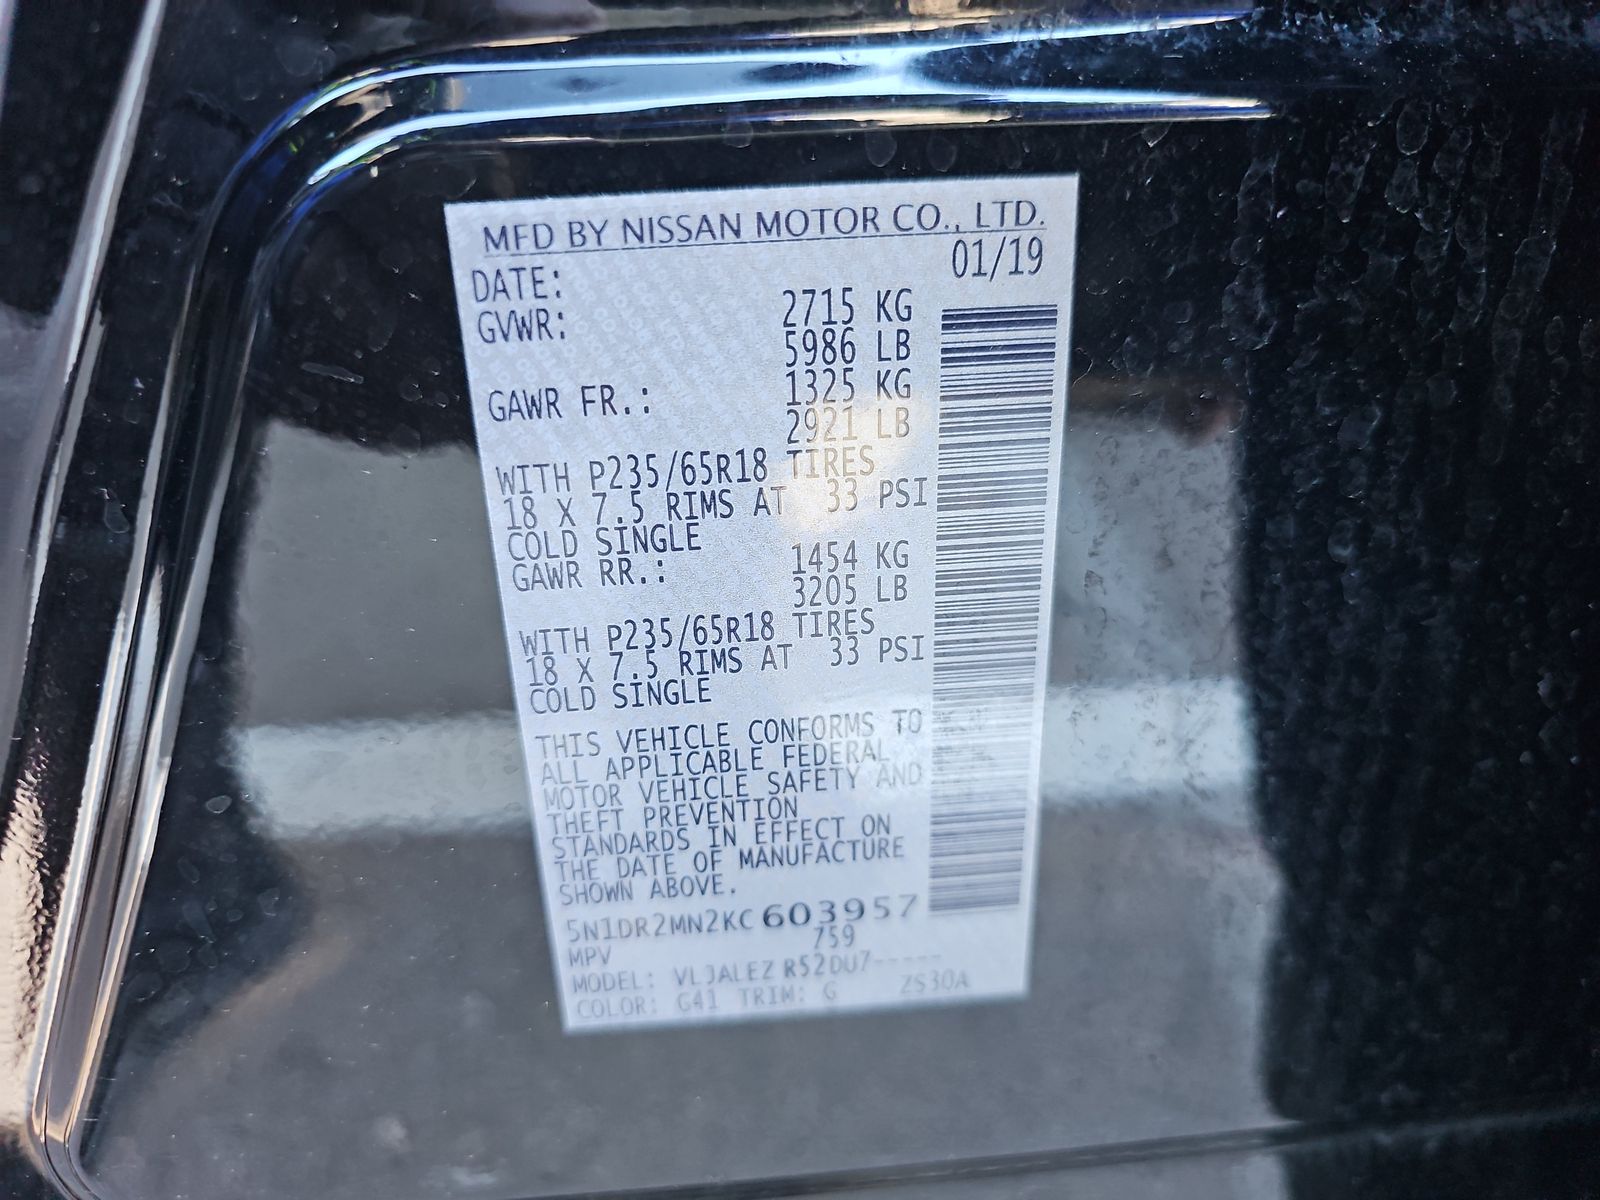 MFD BY NISSAN MOTOR CO., LTD.
DATE: 01/19
GVWR: 2715 KG
5986 LB
GAWR FR.: 1325 KG
2921 LB
WITH P235/65R18 TIRES
18 X 7.5 RIMS AT 33 PSI
COLD SINGLE
GAWR RR.: 1454 KG
3205 LB
WITH P235/65R18 TIRES
18 X 7.5 RIMS AT 33 PSI
COLD SINGLE
THIS VEHICLE CONFORMS TO
ALL APPLICABLE FEDERAL
MOTOR VEHICLE SAFETY AND
THEFT PREVENTION
STANDARDS IN EFFECT ON
THE DATE OF MANUFACTURE
SHOWN ABOVE.
5N1DR2MN2KC603957
MPV 759
MODEL: VLJALEZ R52DU7-----
COLOR: G41 TRIM: G ZS30A